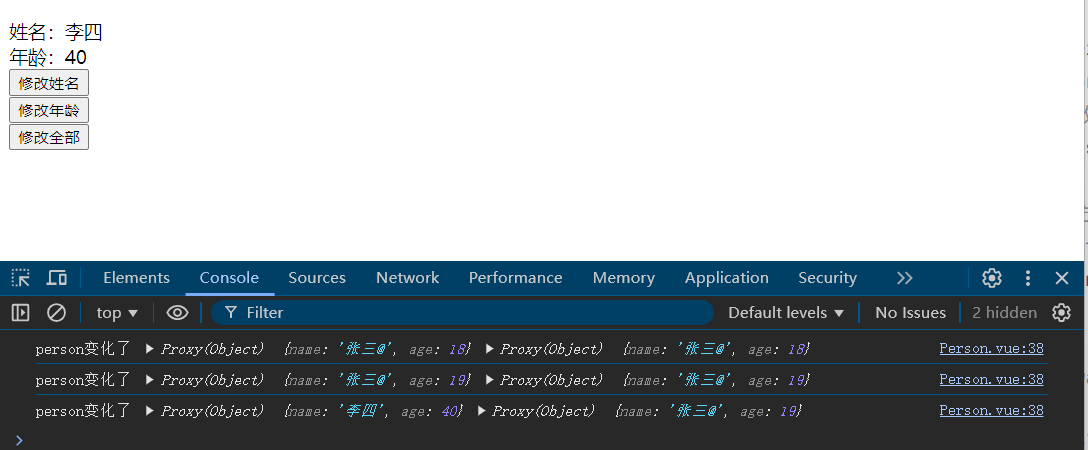 姓名：李四
年龄：40
修改姓名
修改年龄
修改全部
Elements Console Sources Network Performance Memory Application Security
top Filter Default levels No Issues 2 hidden
person变化了 Proxy(Object) {name: '张三@', age: 18} Proxy(Object) {name: '张三@', age: 18} Person.vue:38
person变化了 Proxy(Object) {name: '张三@', age: 19} Proxy(Object) {name: '张三@', age: 19} Person.vue:38
person变化了 Proxy(Object) {name: '李四', age: 40} Proxy(Object) {name: '张三@', age: 19} Person.vue:38